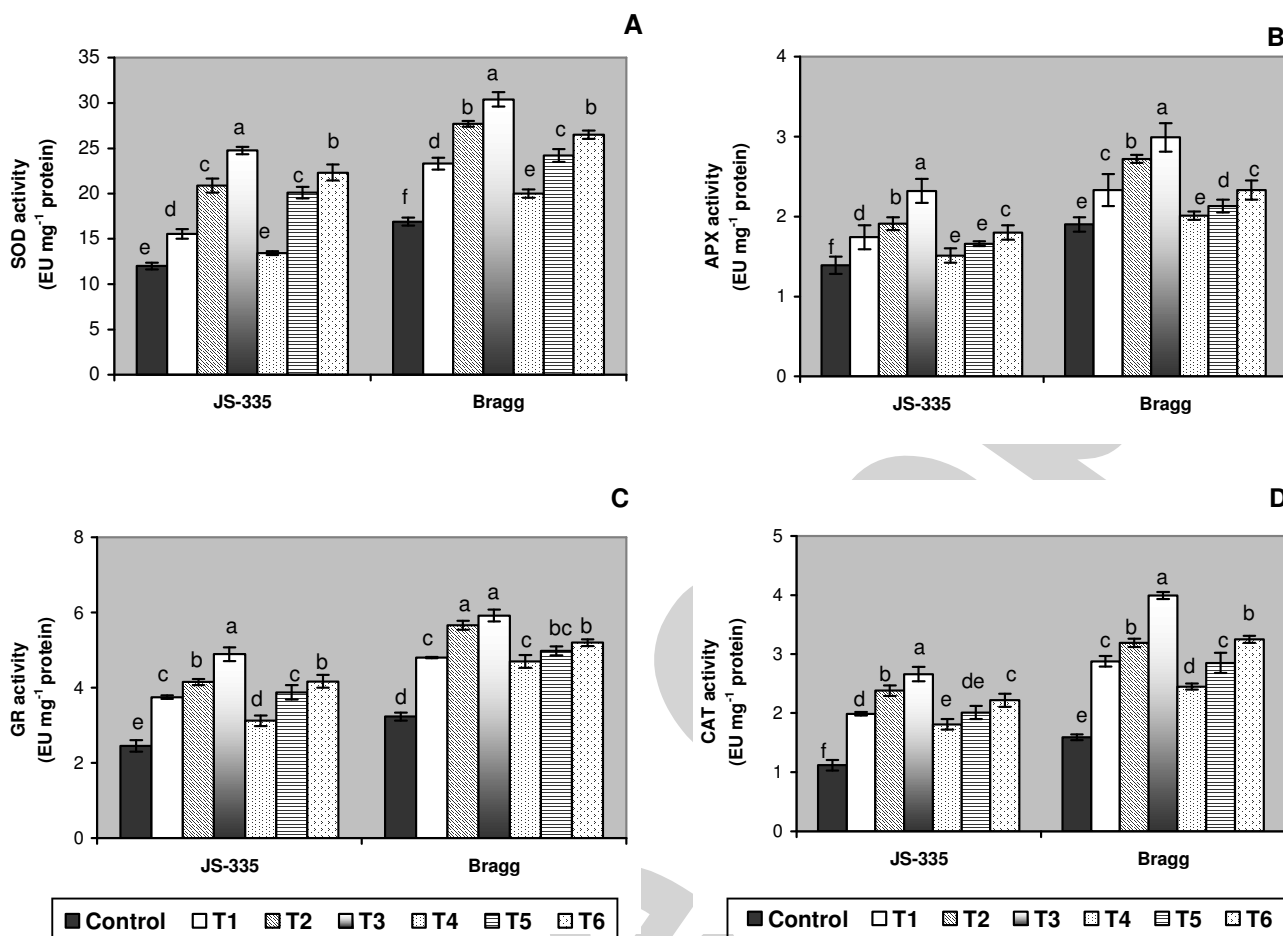 A
SOD activity
(EU mg-1 protein)
35
30
25
20
15
10
5
0
e d c a e c b
f d b a e c b
JS-335 Bragg
B
APX activity
(EU mg-1 protein)
4
3
2
1
0
f d b a e e c
e c b a e d c
JS-335 Bragg
C
GR activity
(EU mg-1 protein)
8
6
4
2
0
e c b a d c b
d c a a c bc b
JS-335 Bragg
Control T1 T2 T3 T4 T5 T6
D
CAT activity
(EU mg-1 protein)
5
4
3
2
1
0
f d b a e de c
e c b a d c b
JS-335 Bragg
Control T1 T2 T3 T4 T5 T6